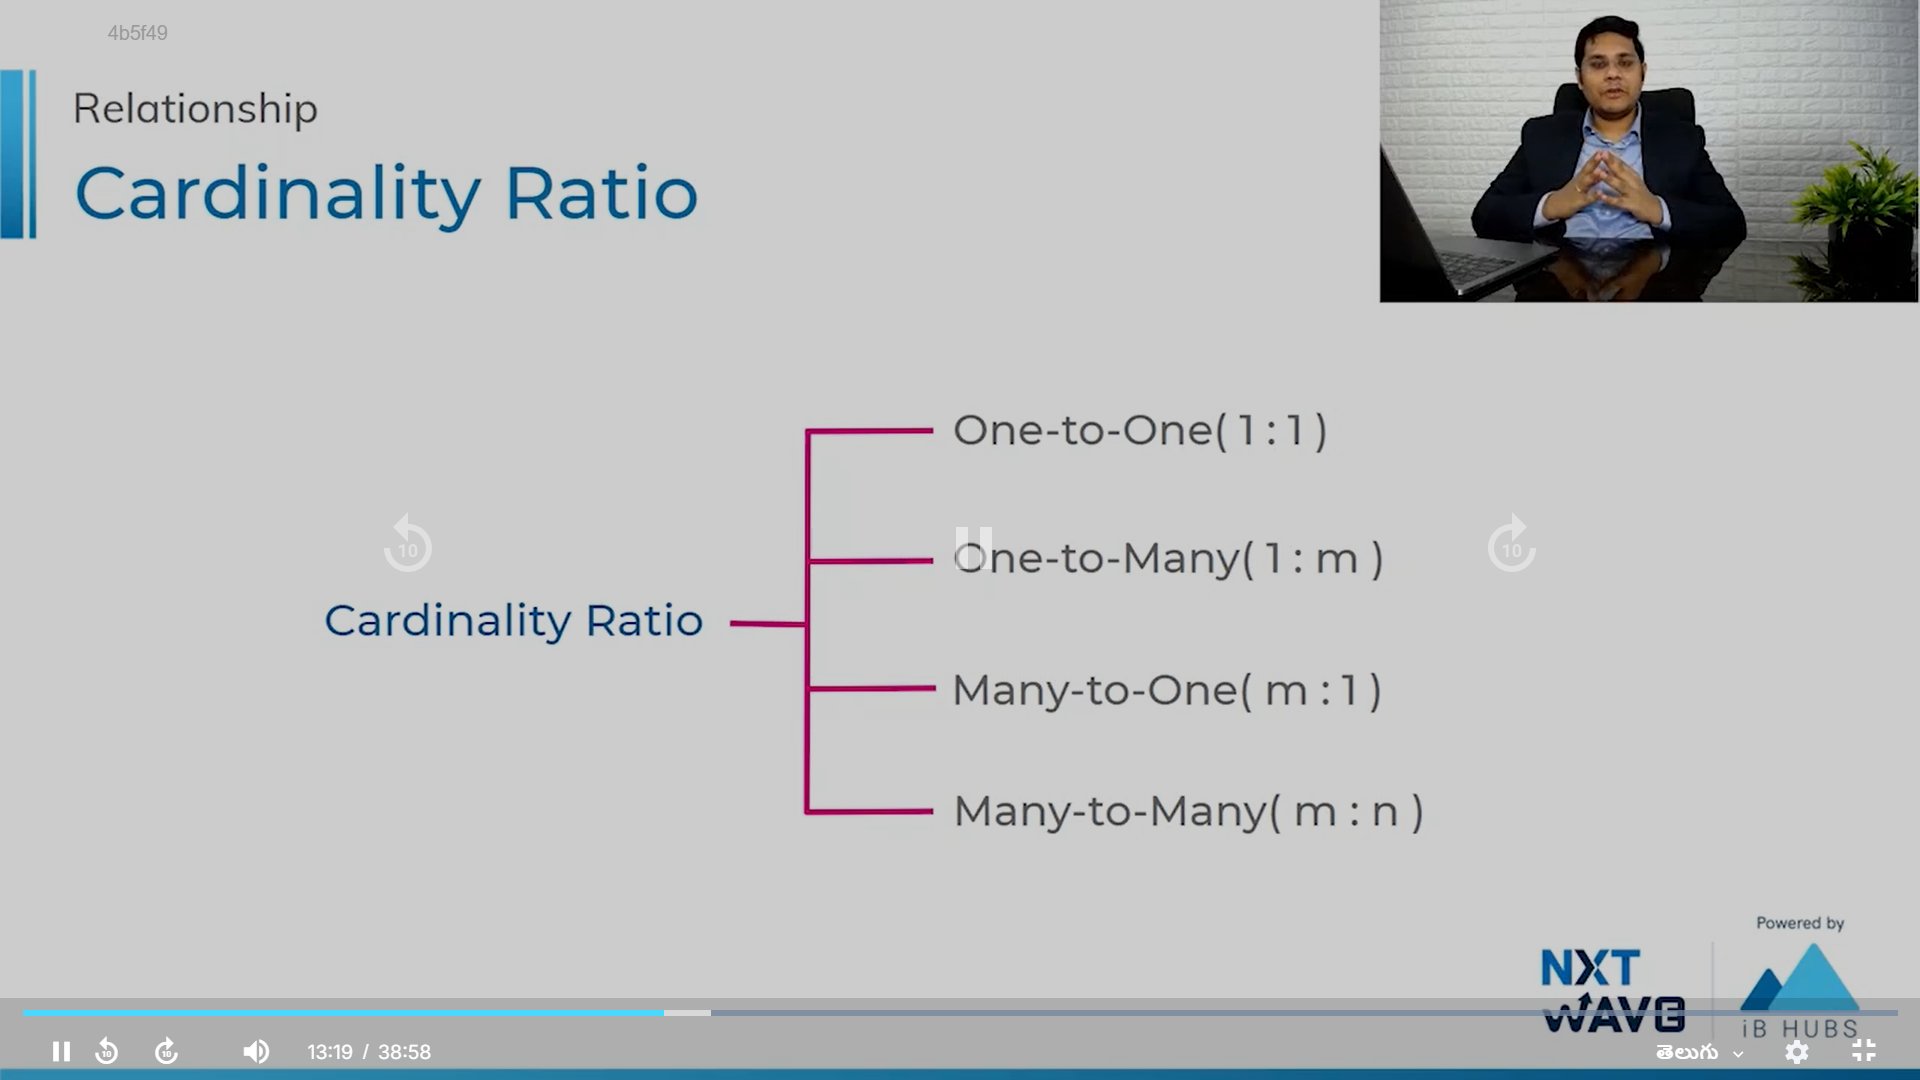 4b5f49
Relationship
Cardinality Ratio
One-to-One( 1 : 1 )
One-to-Many( 1 : m )
Cardinality Ratio
Many-to-One( m : 1 )
Many-to-Many( m : n )
10
10
Powered by
NXT
WAVE
iB HUBS
10
10
13:19 / 38:58
తెలుగు